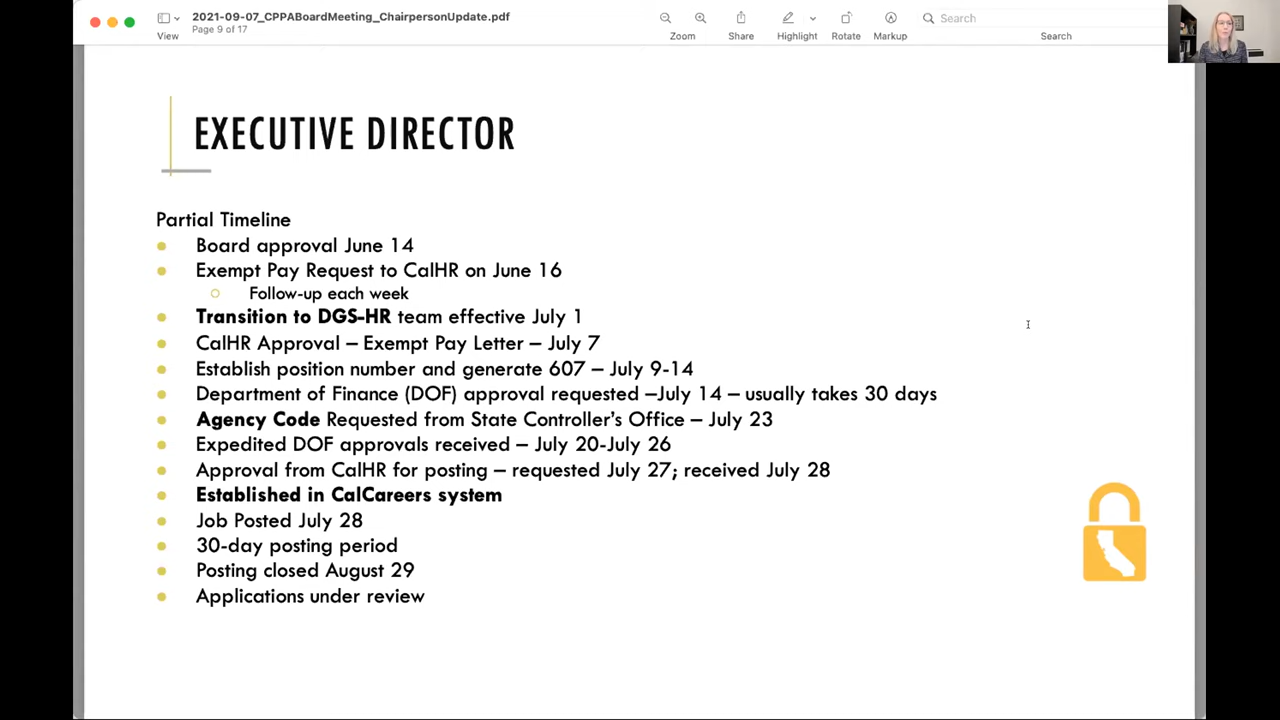 2021-09-07_CPPABoardMeeting_ChairpersonUpdate.pdf
Page 9 of 17
View
Zoom
Share
Highlight
Rotate
Markup
Search
Search
EXECUTIVE DIRECTOR
Partial Timeline
Board approval June 14
Exempt Pay Request to CalHR on June 16
Follow-up each week
Transition to DGS-HR team effective July 1
CalHR Approval – Exempt Pay Letter – July 7
Establish position number and generate 607 – July 9-14
Department of Finance (DOF) approval requested –July 14 – usually takes 30 days
Agency Code Requested from State Controller's Office – July 23
Expedited DOF approvals received – July 20-July 26
Approval from CalHR for posting – requested July 27; received July 28
Established in CalCareers system
Job Posted July 28
30-day posting period
Posting closed August 29
Applications under review